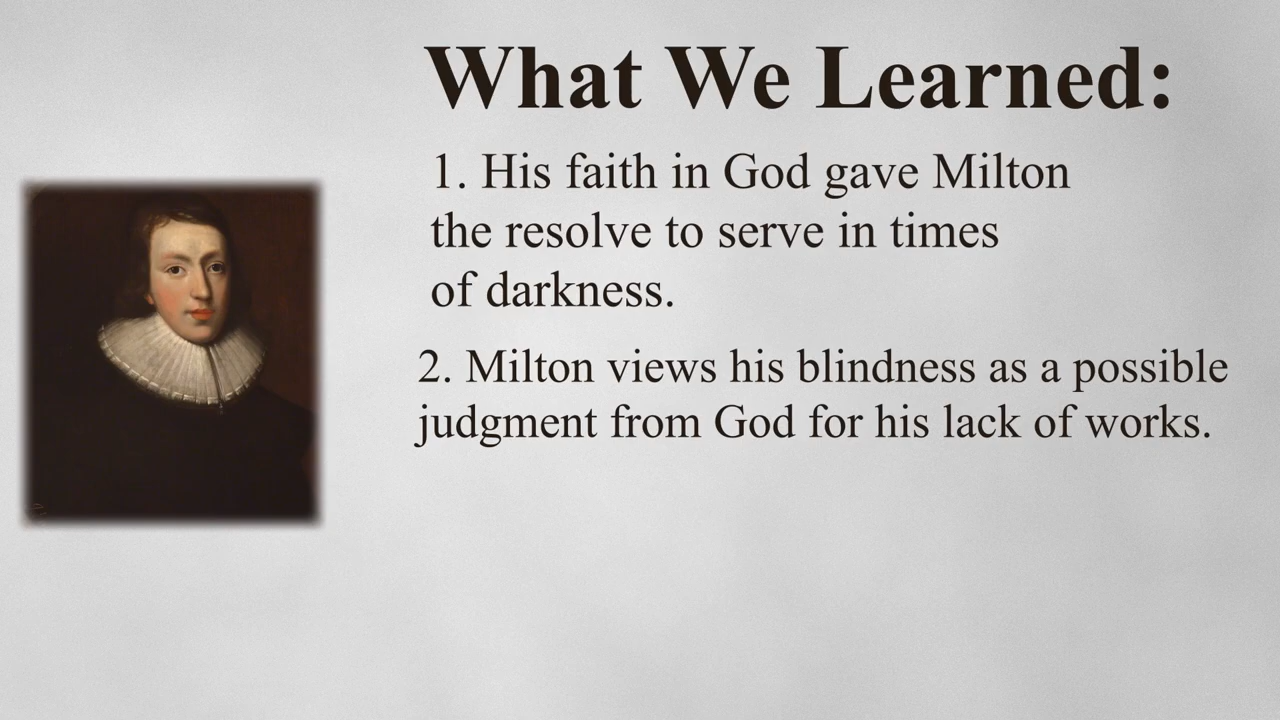 What We Learned:
1. His faith in God gave Milton
the resolve to serve in times
of darkness.
2. Milton views his blindness as a possible
judgment from God for his lack of works.